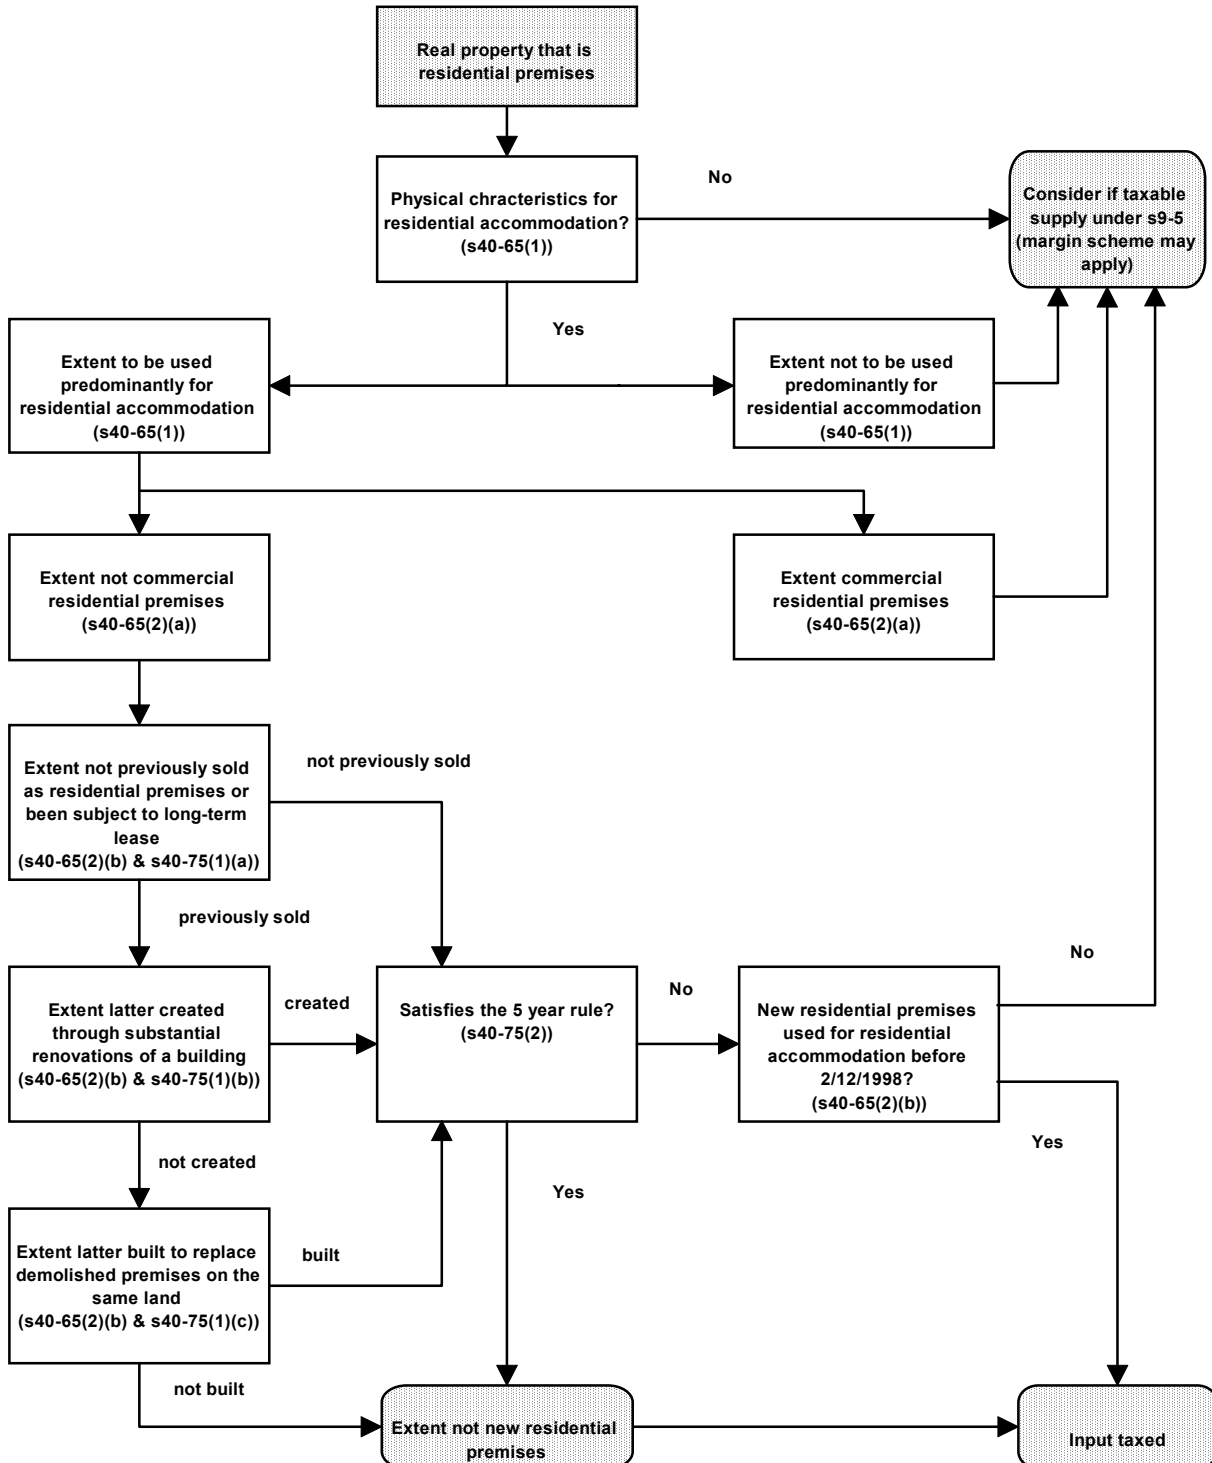 Real property that is
residential premises
Physical chracteristics for
residential accommodation?
(s40-65(1))
No
Consider if taxable
supply under s9-5
(margin scheme may
apply)
Yes
Extent to be used
predominantly for
residential accommodation
(s40-65(1))
Extent not to be used
predominantly for
residential accommodation
(s40-65(1))
Extent not commercial
residential premises
(s40-65(2)(a))
Extent commercial
residential premises
(s40-65(2)(a))
Extent not previously sold
as residential premises or
been subject to long-term
lease
(s40-65(2)(b) & s40-75(1)(a))
not previously sold
previously sold
Extent latter created
through substantial
renovations of a building
(s40-65(2)(b) & s40-75(1)(b))
created
Satisfies the 5 year rule?
(s40-75(2))
No
New residential premises
used for residential
accommodation before
2/12/1998?
(s40-65(2)(b))
No
Yes
not created
Yes
Extent latter built to replace
demolished premises on the
same land
(s40-65(2)(b) & s40-75(1)(c))
built
not built
Extent not new residential
premises
Input taxed